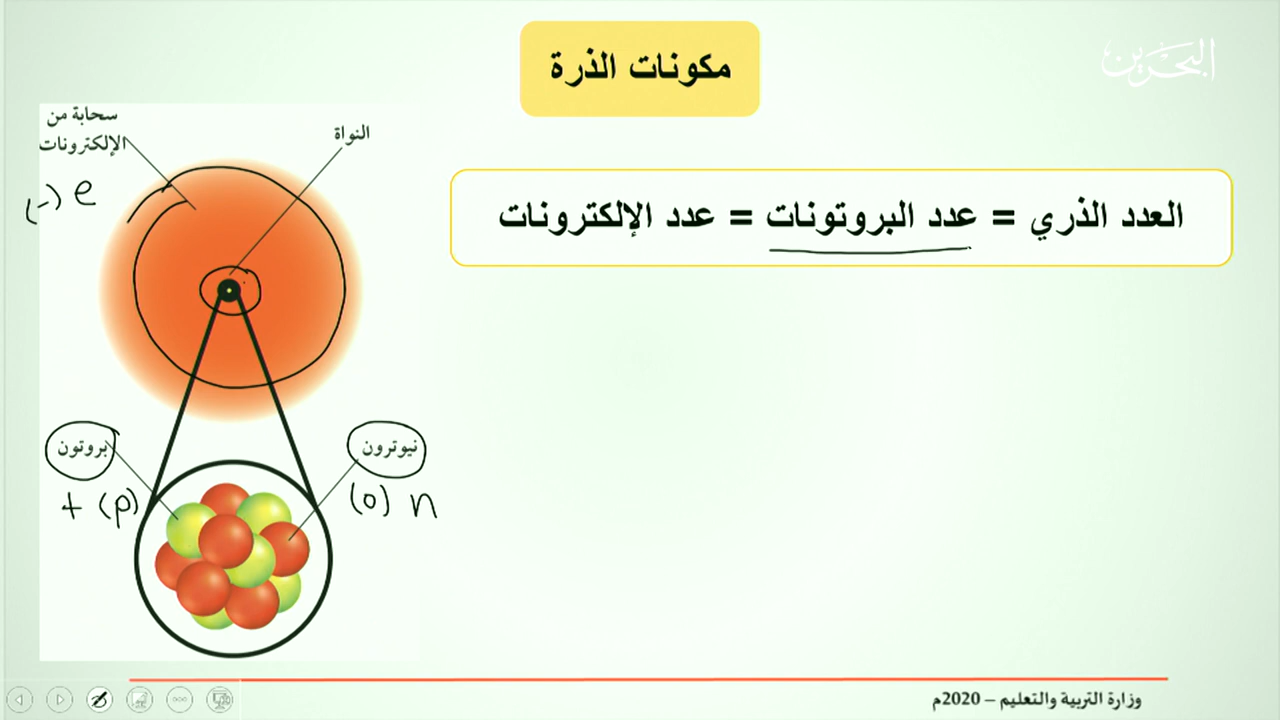 مكونات الذرة
البحرين
سحابة من
الإلكترونات
النواة
(-) e
العدد الذري = عدد البروتونات = عدد الإلكترونات
بروتون
نيوترون
+ (p)
(o) n
وزارة التربية والتعليم – 2020م